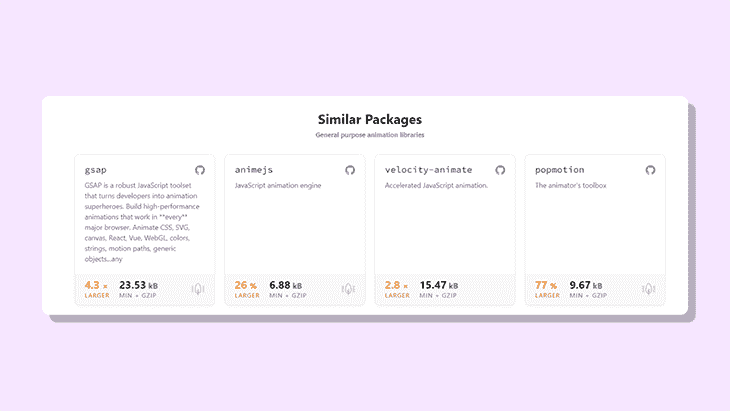 Similar Packages
General purpose animation libraries
gsap
GSAP is a robust JavaScript toolset
that turns developers into animation
superheroes. Build high-performance
animations that work in **every**
major browser. Animate CSS, SVG,
canvas, React, Vue, WebGL, colors,
strings, motion paths, generic
objects...any
4.3 × 23.53 kB
LARGER MIN + GZIP
animejs
JavaScript animation engine
26 % 6.88 kB
LARGER MIN + GZIP
velocity-animate
Accelerated JavaScript animation.
2.8 × 15.47 kB
LARGER MIN + GZIP
popmotion
The animator's toolbox
77 % 9.67 kB
LARGER MIN + GZIP